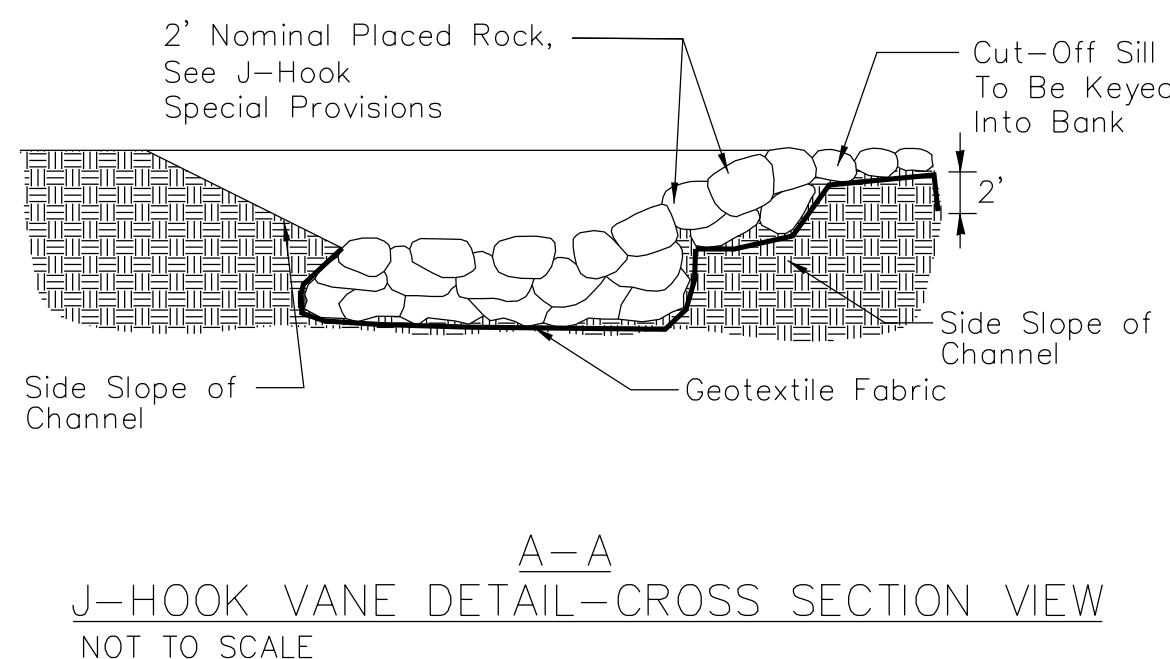 2' Nominal Placed Rock,
See J-Hook
Special Provisions
Cut-Off Sill
To Be Keyed
Into Bank
2'
Side Slope of
Channel
Side Slope of
Channel
Geotextile Fabric
A-A
J-HOOK VANE DETAIL-CROSS SECTION VIEW
NOT TO SCALE